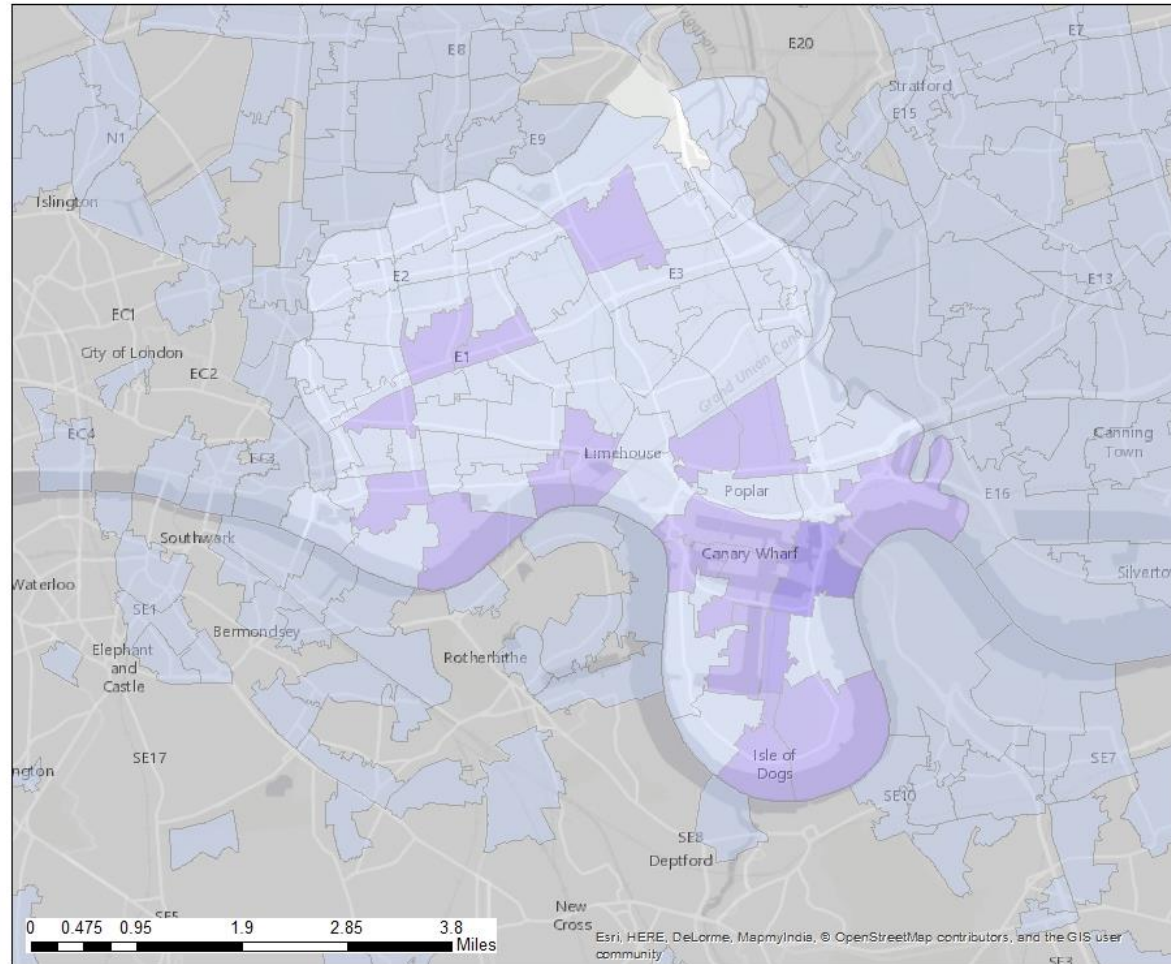 E8
E20
E7
Stratford
E15
N1
E9
Islington
E2
E3
E13
EC1
City of London
EC2
E1
Grand Union Canal
EC4
EC3
Limehouse
Canning
Town
Poplar
E16
Southwark
Canary Wharf
Waterloo
Silverto
SE1
Bermondsey
Elephant
and
Castle
Rotherhithe
SE17
ngton
Isle of
Dogs
SE7
SE10
SE8
Deptford
New
Cross
SE5
0 0.475 0.95 1.9 2.85 3.8
Miles
Esri, HERE, DeLorme, MapmyIndia, © OpenStreetMap contributors, and the GIS user
community
SE3